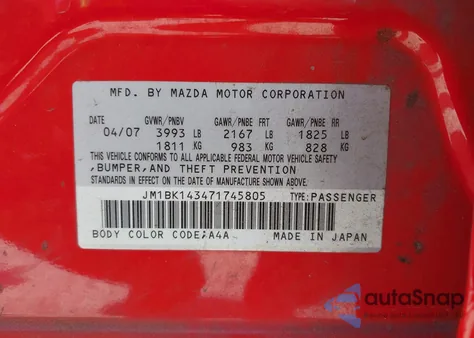 MFD. BY MAZDA MOTOR CORPORATION
DATE GVWR/PNBV GAWR/PNBE FRT GAWR/PNBE RR
04/07 3993 LB 2167 LB 1825 LB
1811 KG 983 KG 828 KG
THIS VEHICLE CONFORMS TO ALL APPLICABLE FEDERAL MOTOR VEHICLE SAFETY
,BUMPER,AND THEFT PREVENTION
STANDARDS IN EFFECT ON THE DATE OF MANUFACTURE SHOWN ABOVE.
JM1BK143471745805 TYPE:PASSENGER
BODY COLOR CODE:A4A MADE IN JAPAN
autoSnap